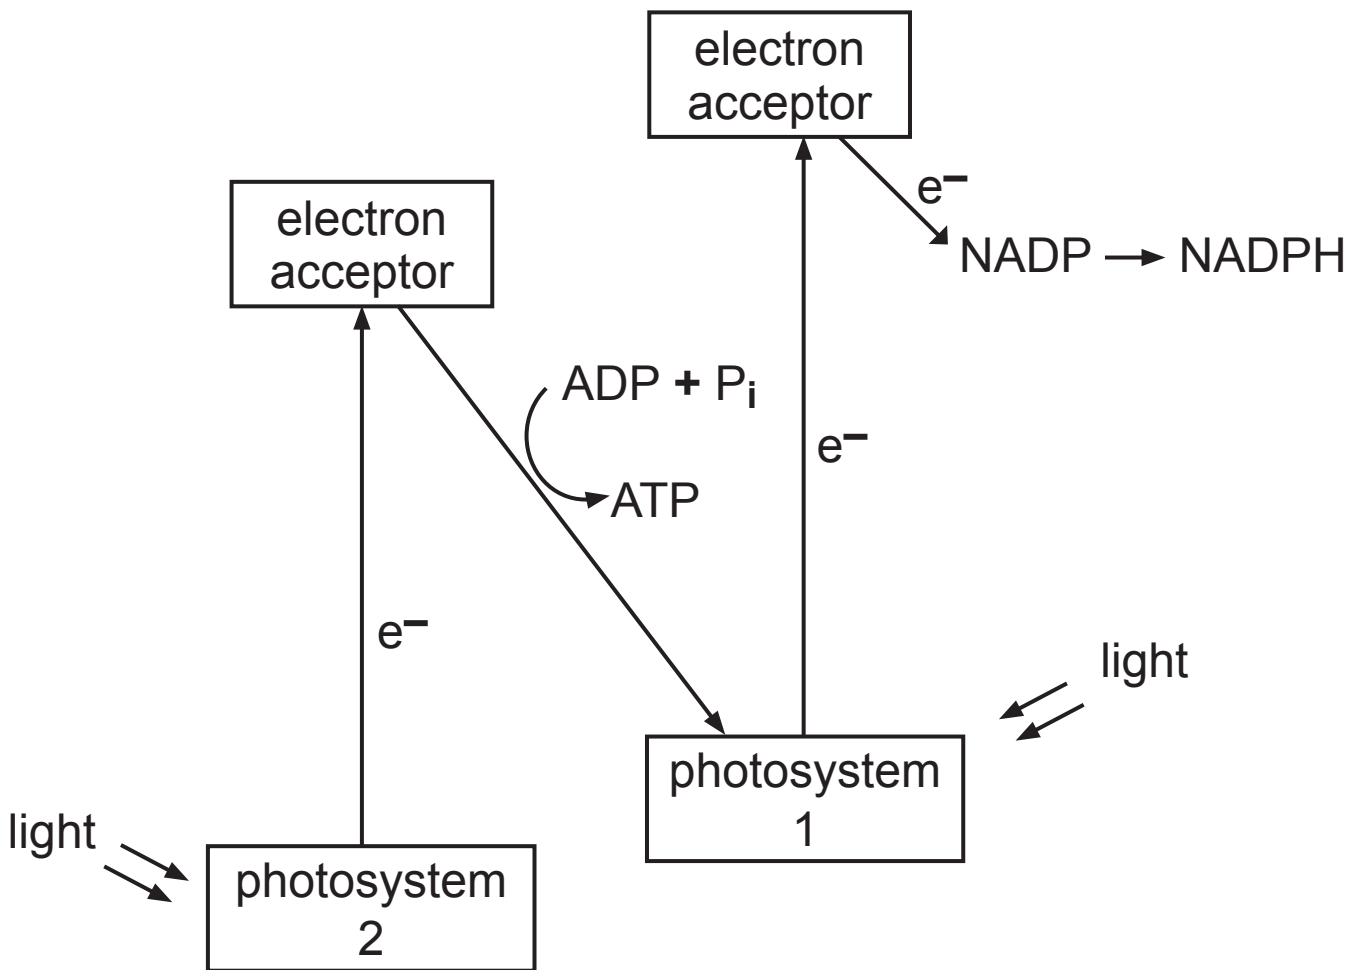 electron
acceptor
e−
NADP → NADPH
electron
acceptor
ADP + Pi
e−
ATP
e−
light
photosystem
1
light
photosystem
2